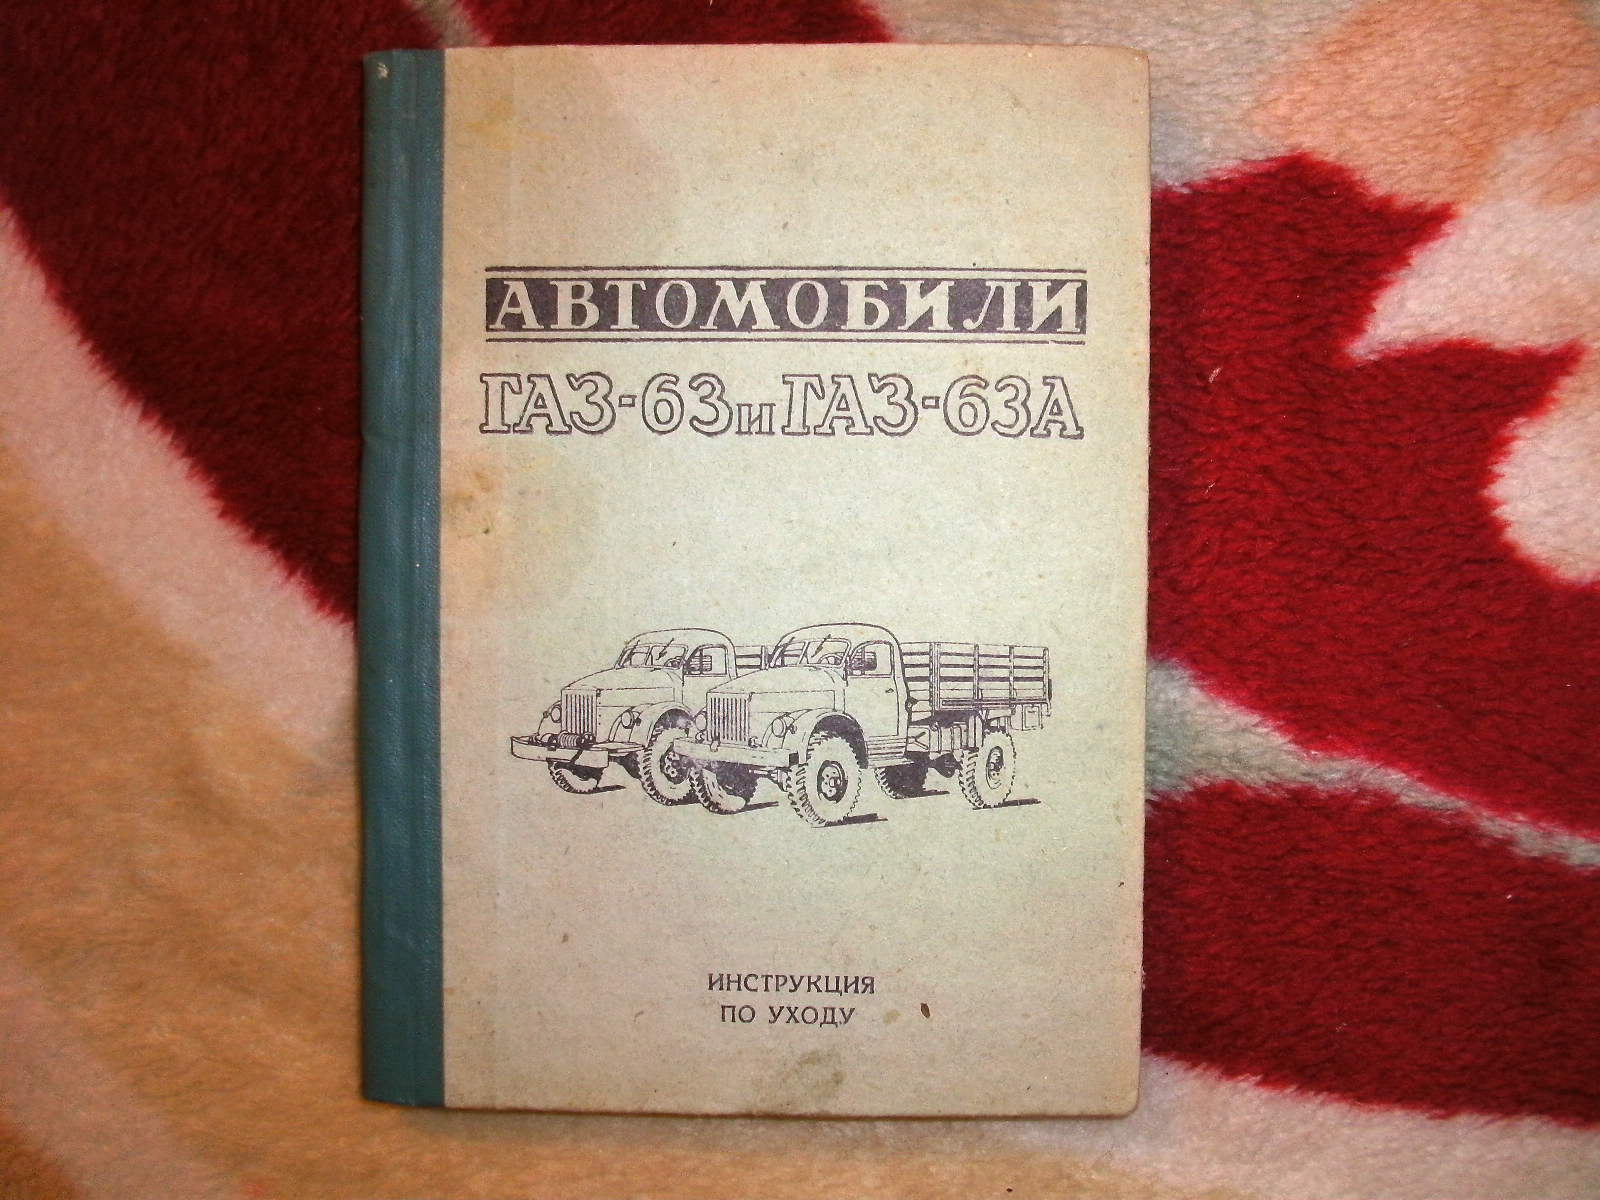 АВТОМОБИЛИ
ГАЗ-63 и ГАЗ-63А
ИНСТРУКЦИЯ
ПО УХОДУ